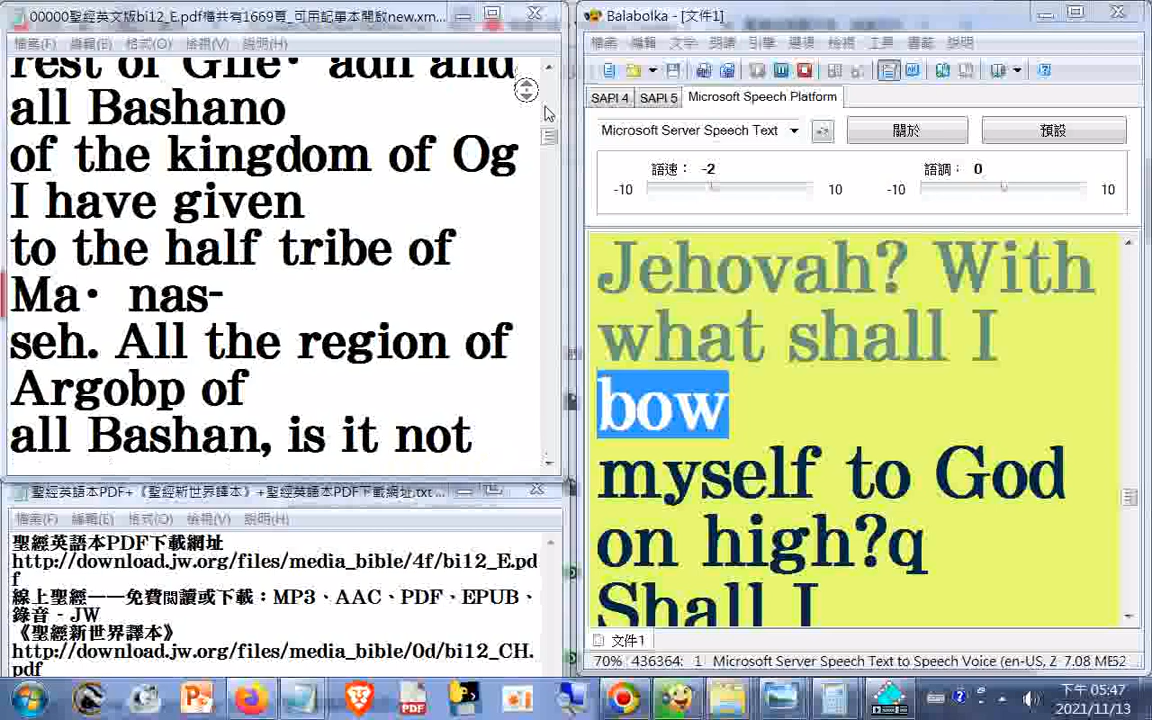 00000聖經英文版bi12_E.pdf檔共有1669頁_可用記事本開啟new.xm...
檔案(F) 編輯(E) 格式(O) 檢視(V) 說明(H)
rest of Gile· adn and
all Bashano
of the kingdom of Og
I have given
to the half tribe of
Ma· nas-
seh. All the region of
Argobp of
all Bashan, is it not
聖經英語本PDF+《聖經新世界譯本》+聖經英語本PDF下載網址.txt ...
檔案(F) 編輯(E) 格式(O) 檢視(V) 說明(H)
聖經英語本PDF下載網址
http://download.jw.org/files/media_bible/4f/bi12_E.pd
f
線上聖經——免費閱讀或下載：MP3、AAC、PDF、EPUB、
錄音 - JW
《聖經新世界譯本》
http://download.jw.org/files/media_bible/0d/bi12_CH.
pdf
Balabolka - [文件1]
檔案 編輯 文字 朗讀 引擎 選項 檢視 工具 書籤 說明
SAPI 4 SAPI 5 Microsoft Speech Platform
Microsoft Server Speech Text 關於 預設
語速： -2 語調： 0
-10 10 -10 10
Jehovah? With
what shall I
bow
myself to God
on high?q
Shall I
文件1
70% 436364: 1 Microsoft Server Speech Text to Speech Voice (en-US, Z 7.08 ME52
PDF
下午 05:47
2021/11/13